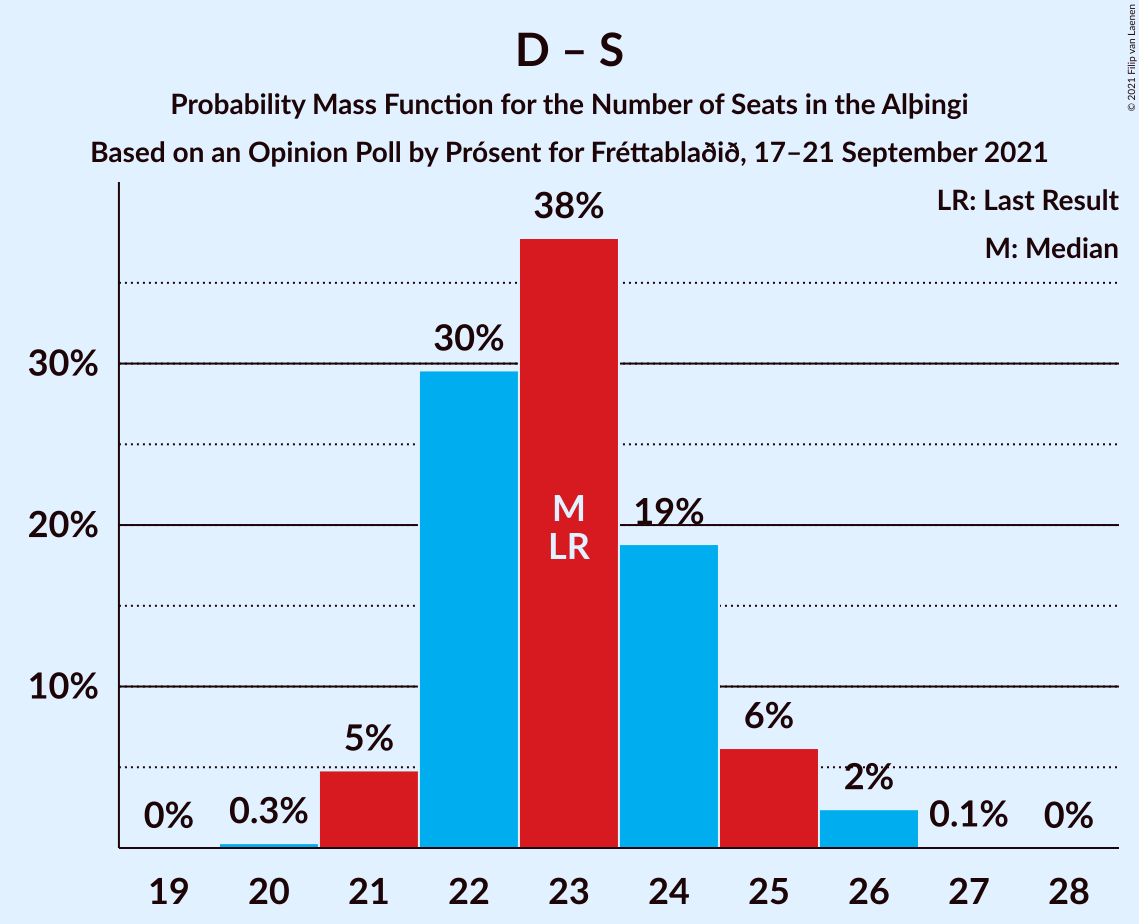 D – S
Probability Mass Function for the Number of Seats in the Alþingi
Based on an Opinion Poll by Prósent for Fréttablaðið, 17–21 September 2021
© 2021 Filip van Laenen
LR: Last Result
M: Median
30%
20%
10%
0%
0.3%
5%
30%
38%
M
LR
19%
6%
2%
0.1%
0%
19 20 21 22 23 24 25 26 27 28